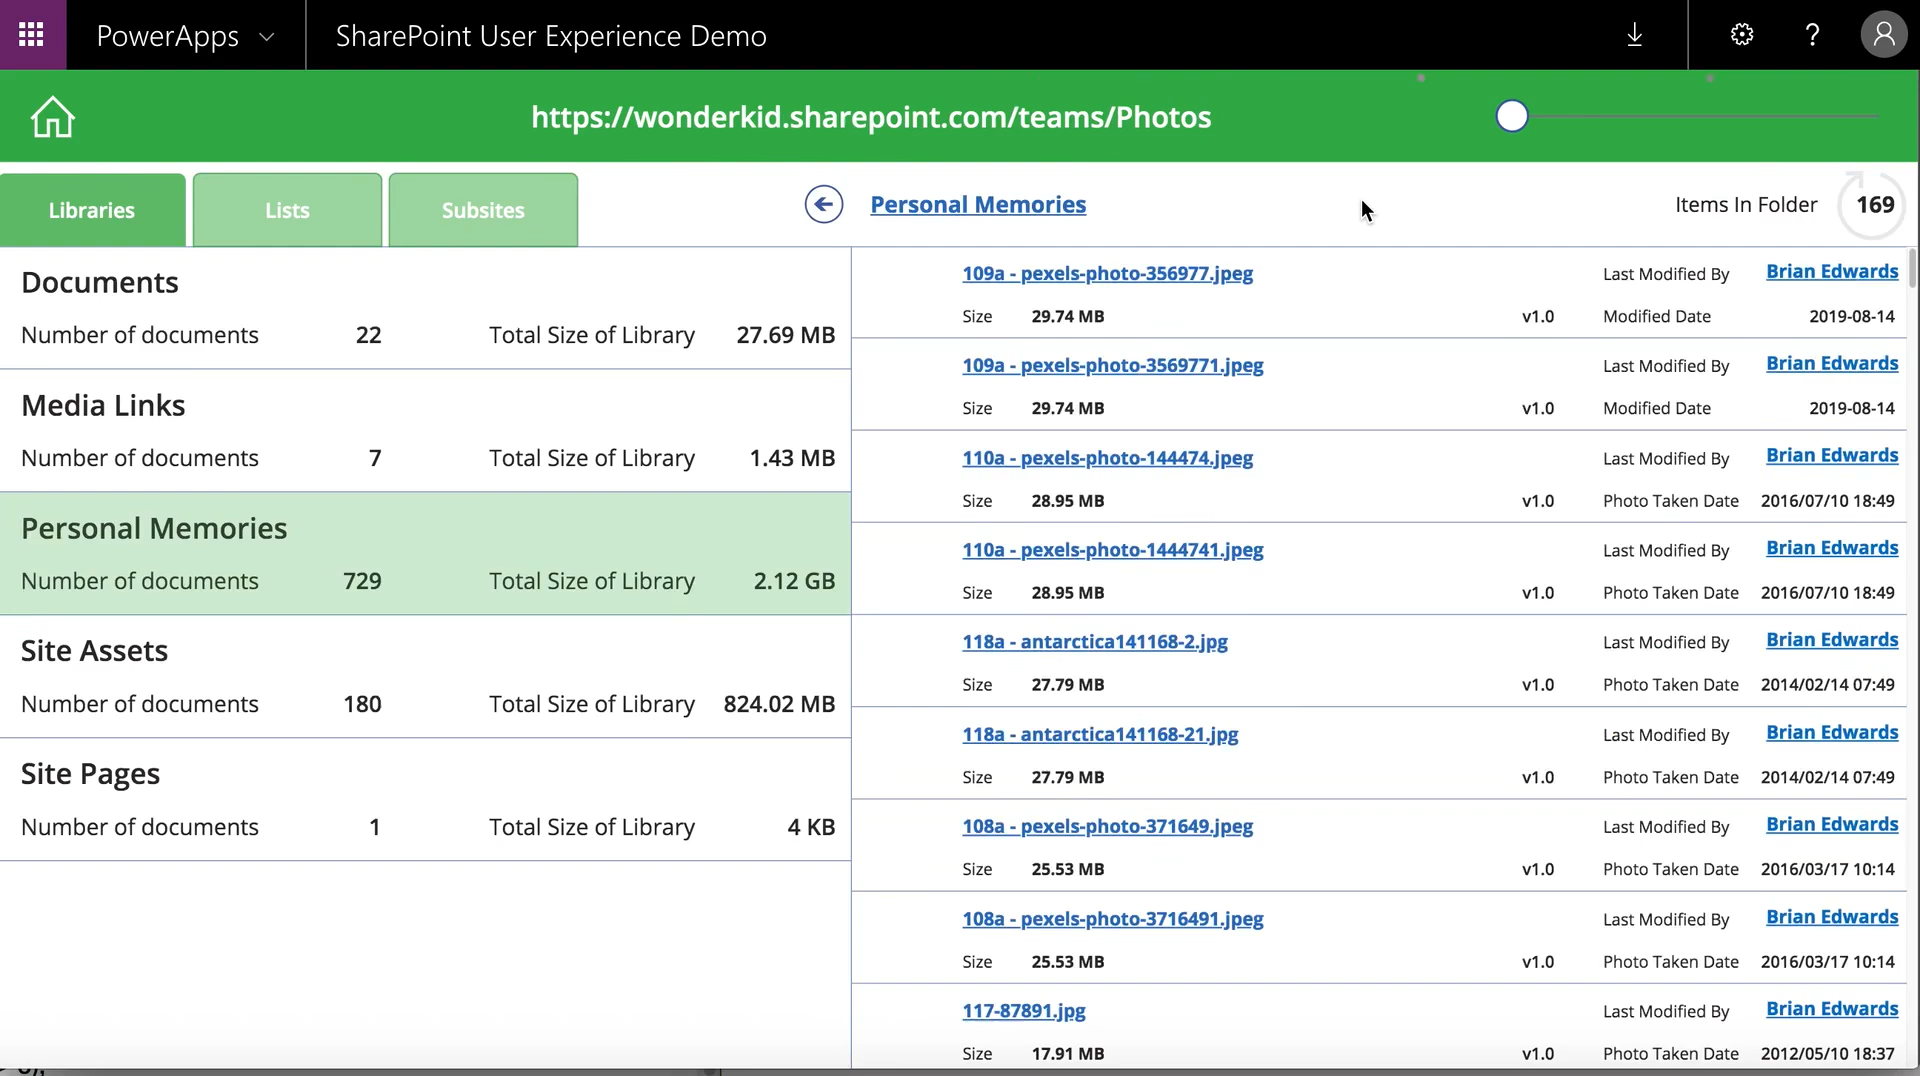 PowerApps
SharePoint User Experience Demo
?
https://wonderkid.sharepoint.com/teams/Photos
Libraries
Lists
Subsites
Personal Memories
Items In Folder
169
Documents
Number of documents 22 Total Size of Library 27.69 MB
Media Links
Number of documents 7 Total Size of Library 1.43 MB
Personal Memories
Number of documents 729 Total Size of Library 2.12 GB
Site Assets
Number of documents 180 Total Size of Library 824.02 MB
Site Pages
Number of documents 1 Total Size of Library 4 KB
109a - pexels-photo-356977.jpeg Last Modified By Brian Edwards
Size 29.74 MB v1.0 Modified Date 2019-08-14
109a - pexels-photo-3569771.jpeg Last Modified By Brian Edwards
Size 29.74 MB v1.0 Modified Date 2019-08-14
110a - pexels-photo-144474.jpeg Last Modified By Brian Edwards
Size 28.95 MB v1.0 Photo Taken Date 2016/07/10 18:49
110a - pexels-photo-1444741.jpeg Last Modified By Brian Edwards
Size 28.95 MB v1.0 Photo Taken Date 2016/07/10 18:49
118a - antarctica141168-2.jpg Last Modified By Brian Edwards
Size 27.79 MB v1.0 Photo Taken Date 2014/02/14 07:49
118a - antarctica141168-21.jpg Last Modified By Brian Edwards
Size 27.79 MB v1.0 Photo Taken Date 2014/02/14 07:49
108a - pexels-photo-371649.jpeg Last Modified By Brian Edwards
Size 25.53 MB v1.0 Photo Taken Date 2016/03/17 10:14
108a - pexels-photo-3716491.jpeg Last Modified By Brian Edwards
Size 25.53 MB v1.0 Photo Taken Date 2016/03/17 10:14
117-87891.jpg Last Modified By Brian Edwards
Size 17.91 MB v1.0 Photo Taken Date 2012/05/10 18:37